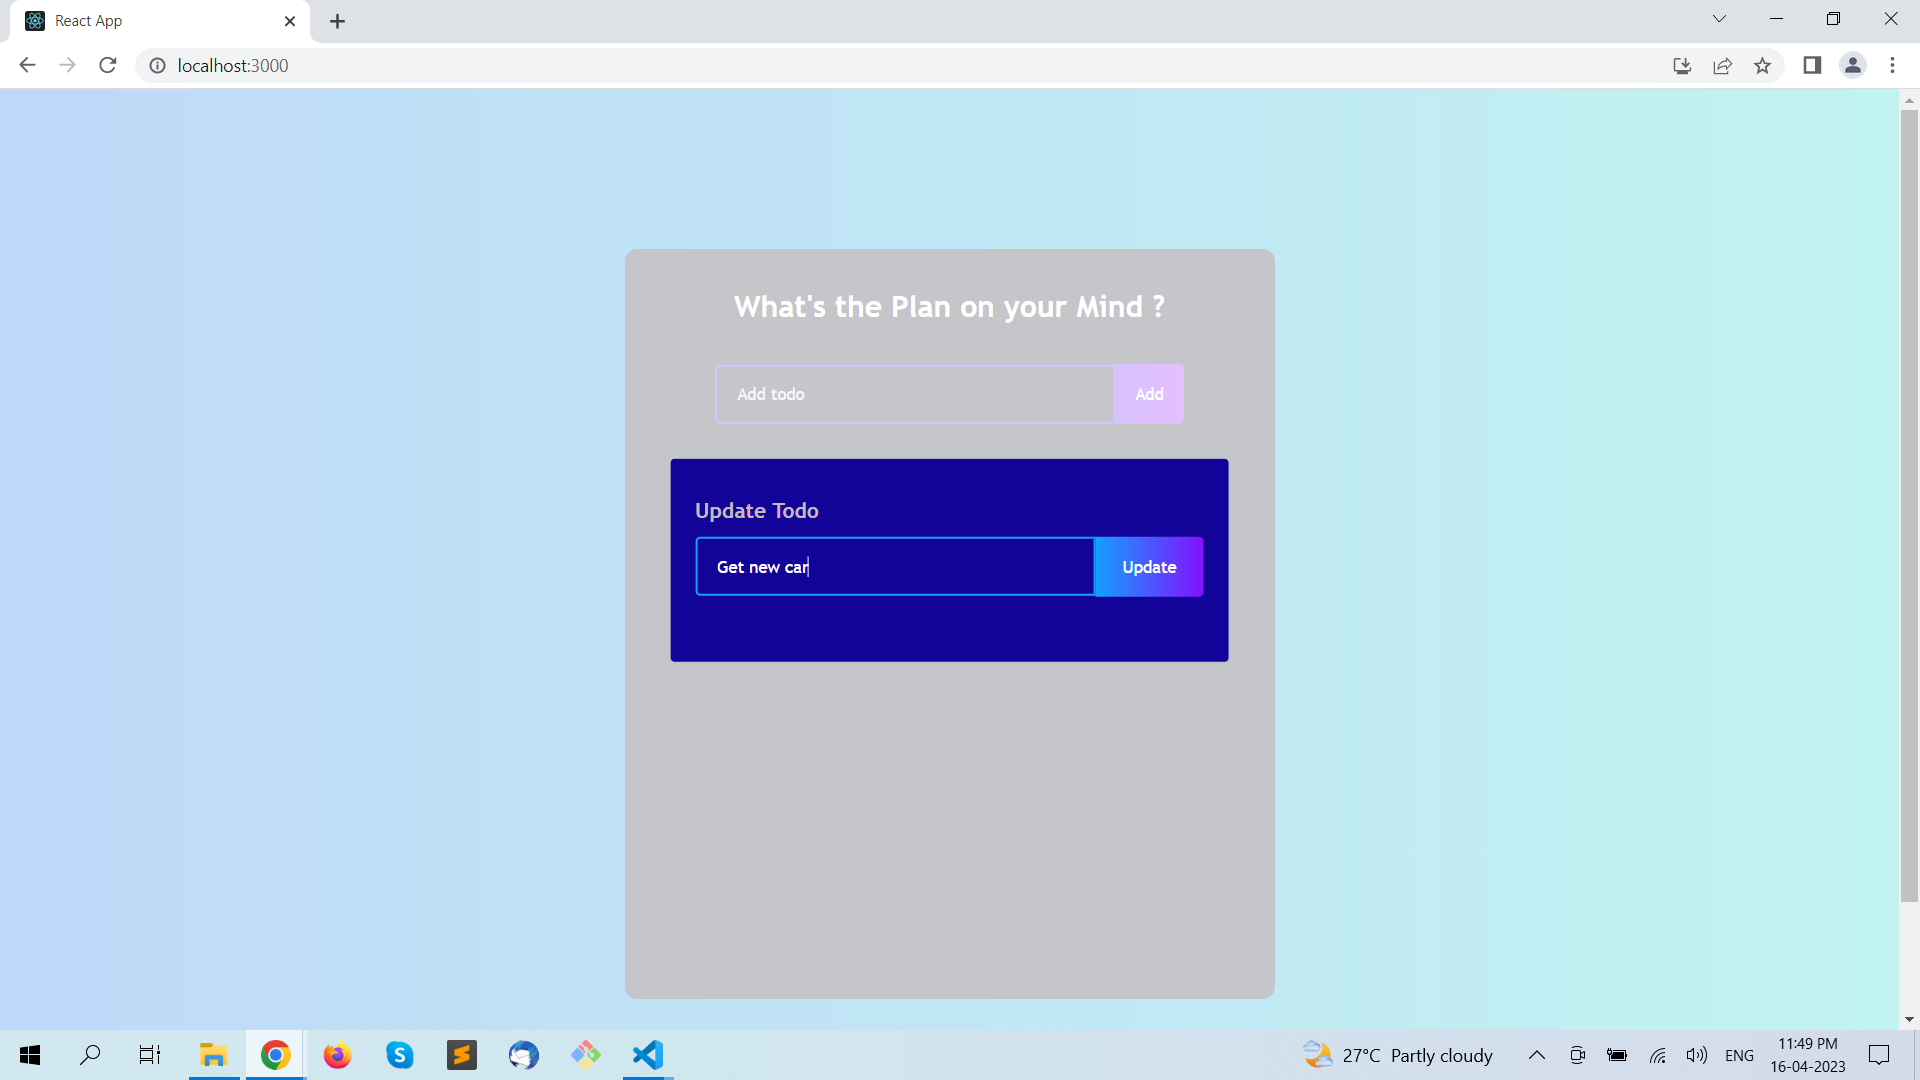 React App
localhost:3000
What's the Plan on your Mind ?
Add todo
Add
Update Todo
Get new car
Update
27°C Partly cloudy
ENG
11:49 PM
16-04-2023